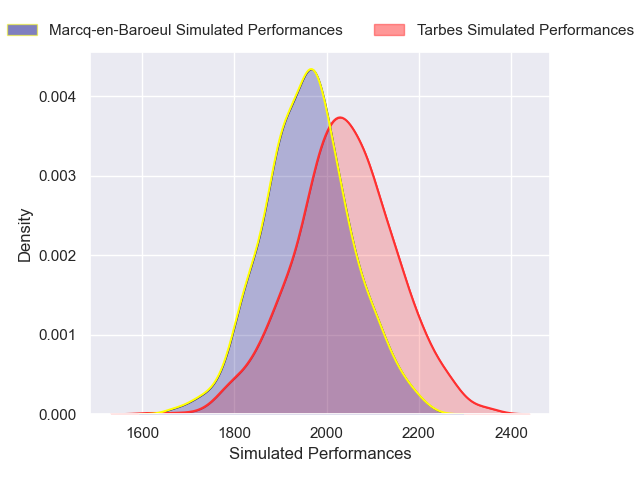 Marcq-en-Baroeul Simulated Performances
Tarbes Simulated Performances
0.004
0.003
0.002
0.001
0.000
Density
1600
1800
2000
2200
2400
Simulated Performances